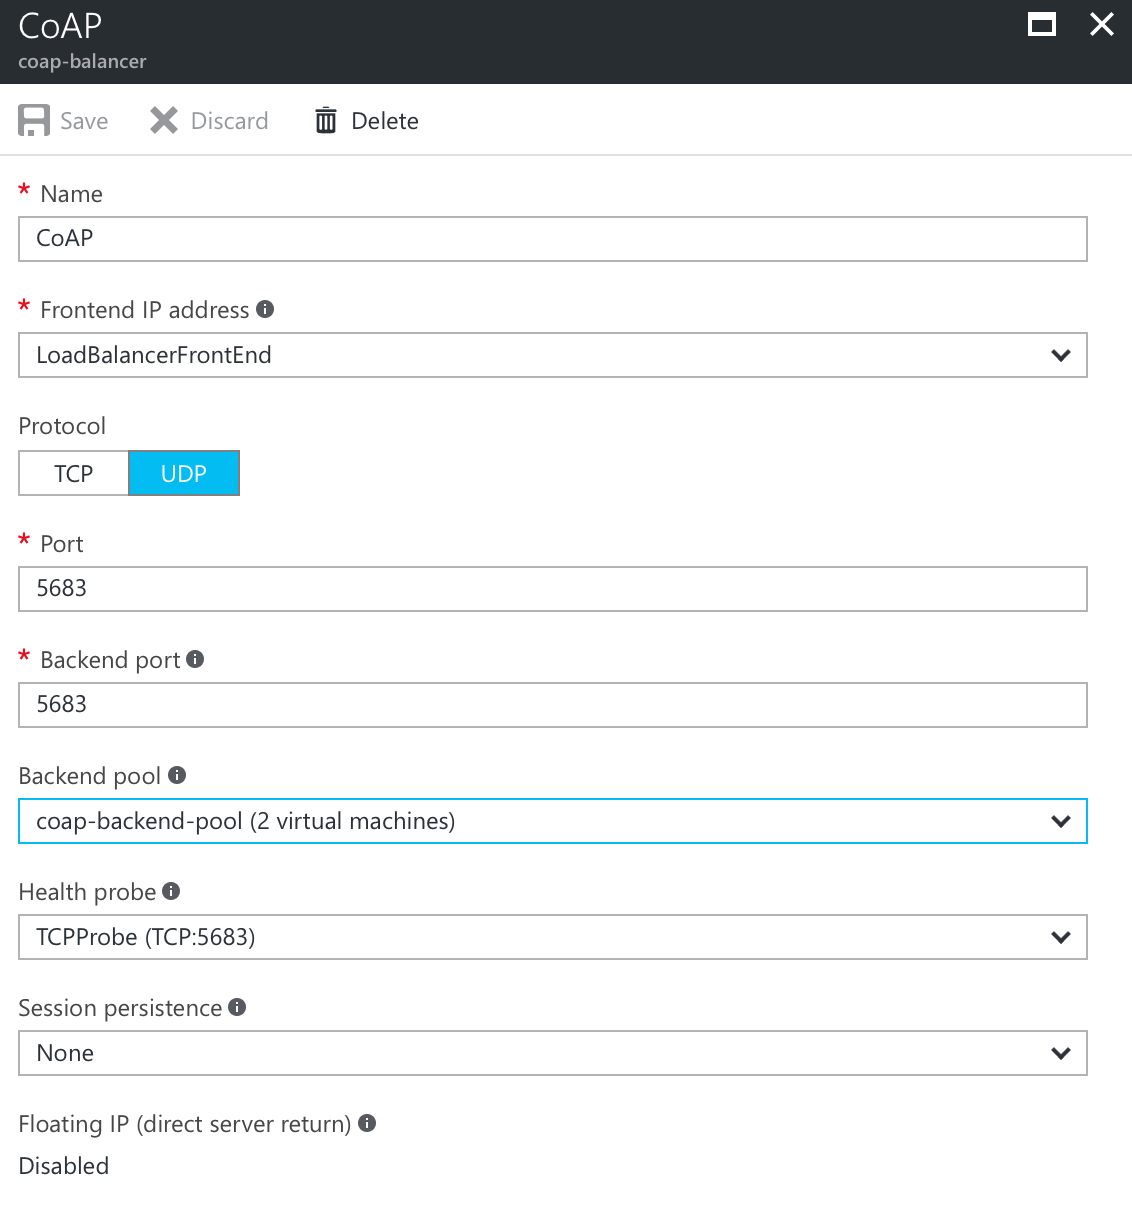 CoAP
coap-balancer
Save Discard Delete
* Name
CoAP
* Frontend IP address
LoadBalancerFrontEnd
Protocol
TCP UDP
* Port
5683
* Backend port
5683
Backend pool
coap-backend-pool (2 virtual machines)
Health probe
TCPProbe (TCP:5683)
Session persistence
None
Floating IP (direct server return)
Disabled